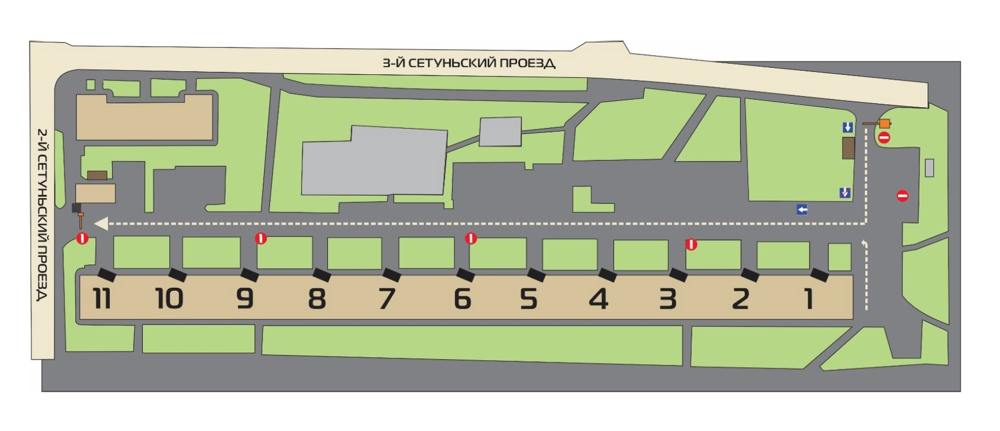 3-Й СЕТУНЬСКИЙ ПРОЕЗД
2-Й СЕТУНЬСКИЙ ПРОЕЗД
11 10 9 8 7 6 5 4 3 2 1